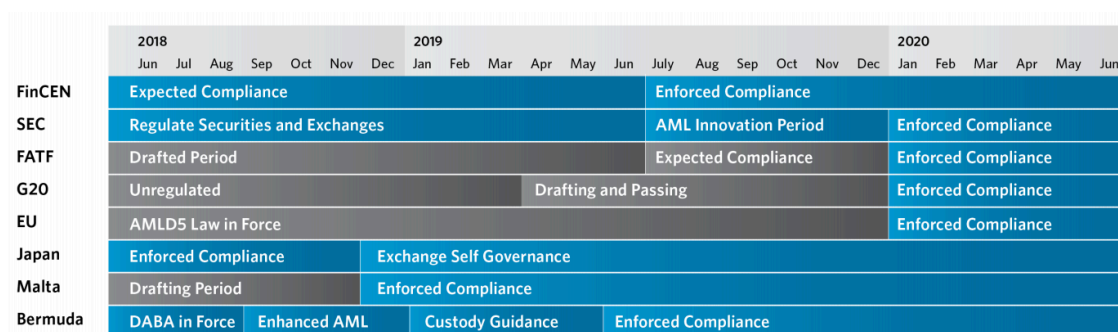 2018 2019 2020
Jun Jul Aug Sep Oct Nov Dec Jan Feb Mar Apr May Jun July Aug Sep Oct Nov Dec Jan Feb Mar Apr May Jun
FinCEN Expected Compliance Enforced Compliance
SEC Regulate Securities and Exchanges AML Innovation Period Enforced Compliance
FATF Drafted Period Expected Compliance Enforced Compliance
G20 Unregulated Drafting and Passing Enforced Compliance
EU AMLD5 Law in Force Enforced Compliance
Japan Enforced Compliance Exchange Self Governance
Malta Drafting Period Enforced Compliance
Bermuda DABA in Force Enhanced AML Custody Guidance Enforced Compliance